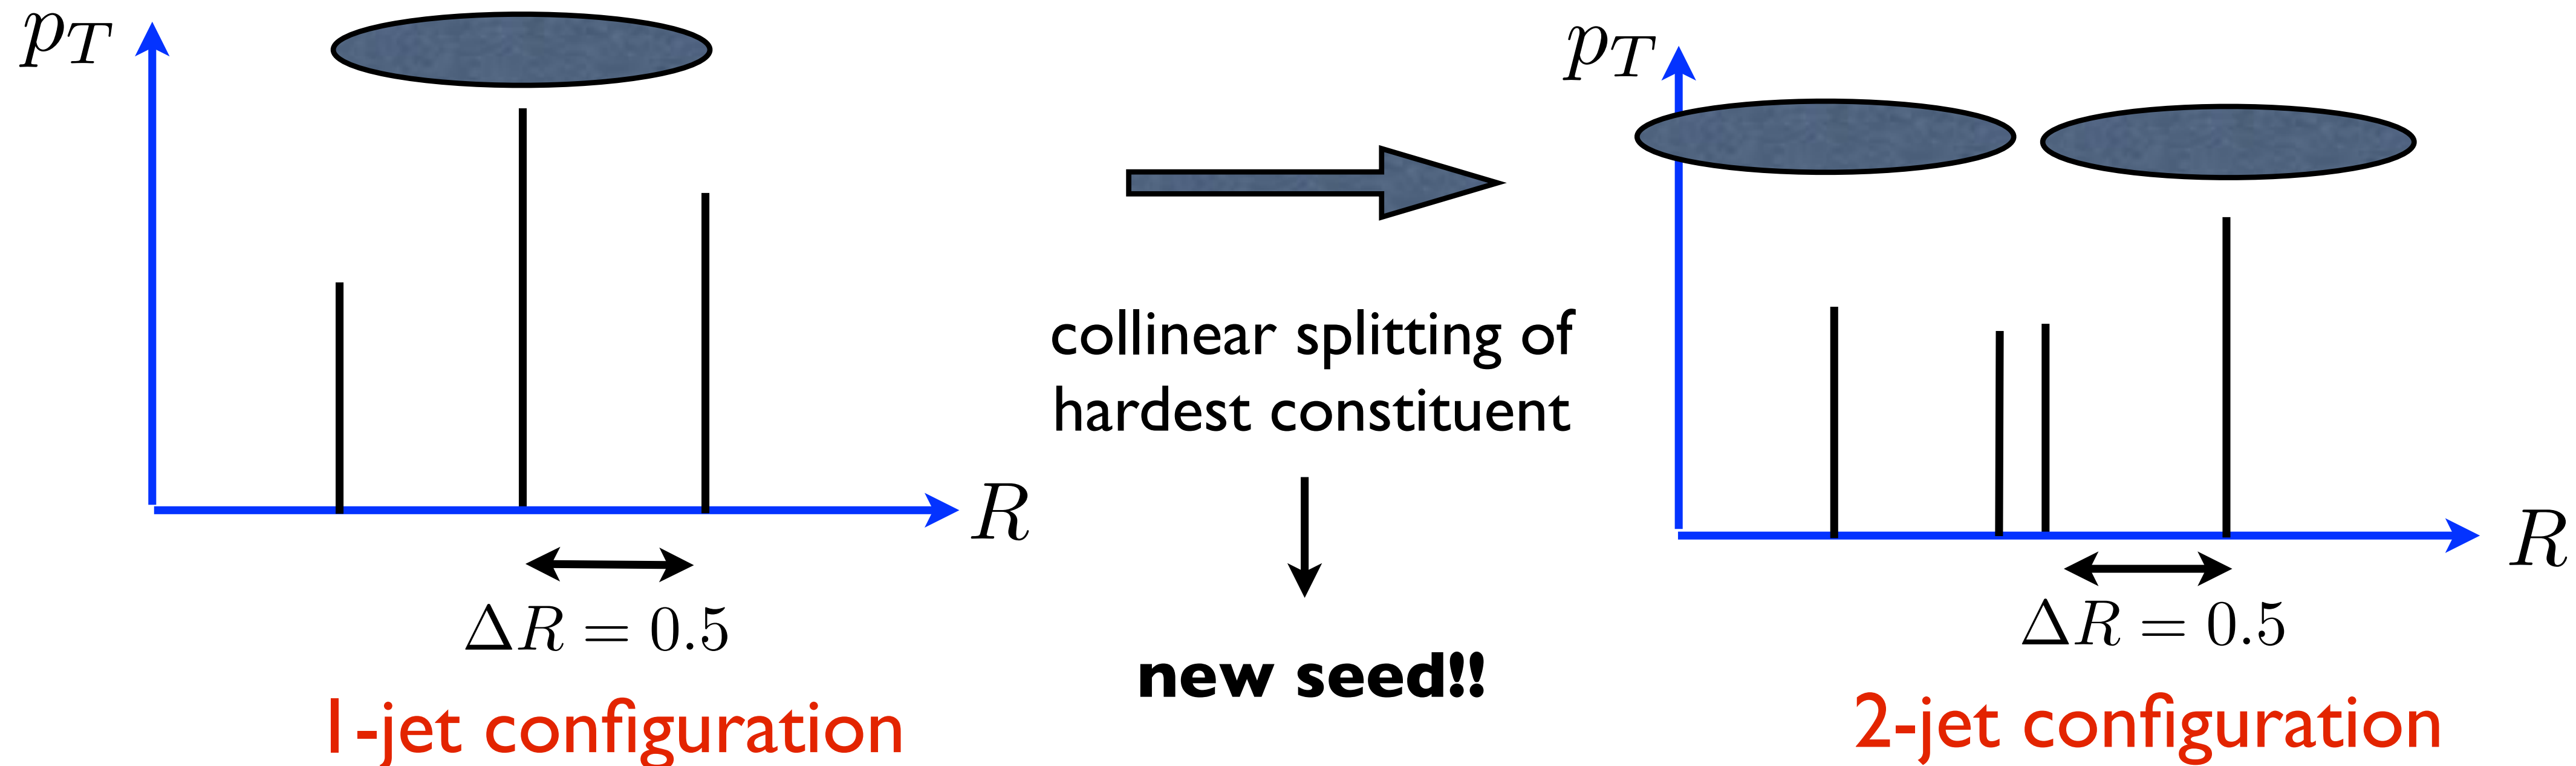 p_T
R
ΔR = 0.5
1-jet configuration
collinear splitting of
hardest constituent
new seed!!
p_T
R
ΔR = 0.5
2-jet configuration